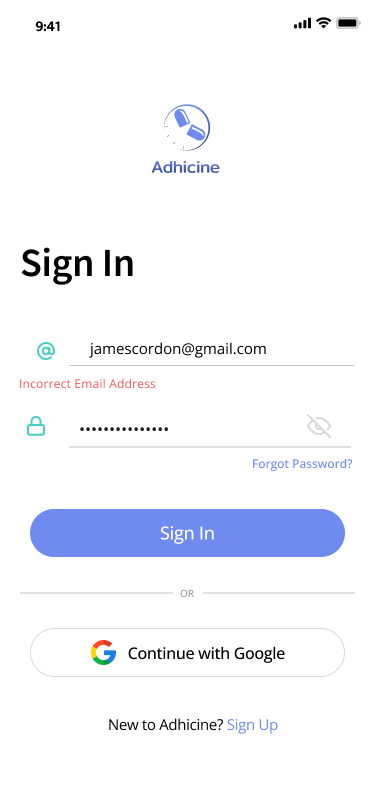 9:41
Adhicine
Sign In
jamescordon@gmail.com
Incorrect Email Address
•••••••••••••••
Forgot Password?
Sign In
OR
Continue with Google
New to Adhicine? Sign Up